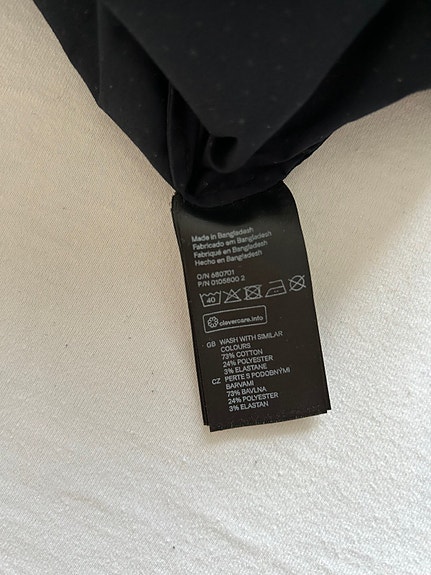 Made in Bangladesh
Fabricado em Bangladesh
Fabriqué en Bangladesh
Hecho en Bangladesh
O/N 680701
P/N 0105800 2
40
clevercare.info
GB WASH WITH SIMILAR
COLOURS
73% COTTON
24% POLYESTER
3% ELASTANE
CZ PERTE S PODOBNÝMI
BARVAMI
73% BAVLNA
24% POLYESTER
3% ELASTAN